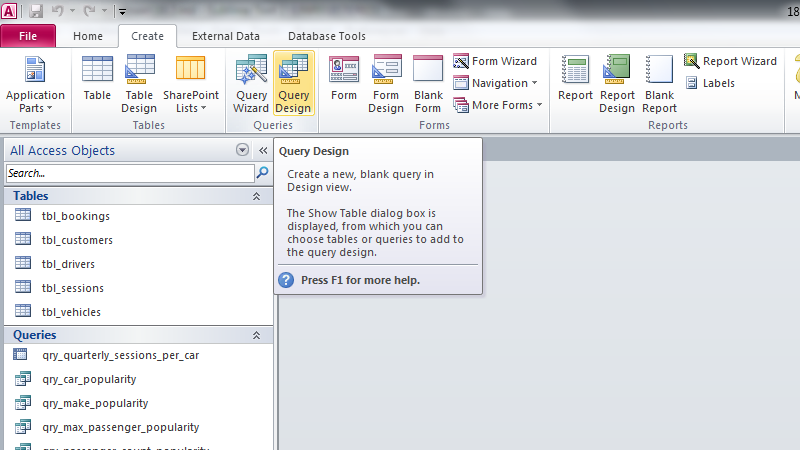 A
18
File Home Create External Data Database Tools
Application Parts
Table
Table Design
SharePoint Lists
Query Wizard
Query Design
Form
Form Design
Blank Form
Form Wizard
Navigation
More Forms
Report
Report Design
Blank Report
Report Wizard
Labels
Templates Tables Queries Forms Reports
All Access Objects
Search...
Tables
tbl_bookings
tbl_customers
tbl_drivers
tbl_sessions
tbl_vehicles
Queries
qry_quarterly_sessions_per_car
qry_car_popularity
qry_make_popularity
qry_max_passenger_popularity
qry_passenger_count_popularity
Query Design
Create a new, blank query in
Design view.
The Show Table dialog box is
displayed, from which you can
choose tables or queries to add to
the query design.
Press F1 for more help.